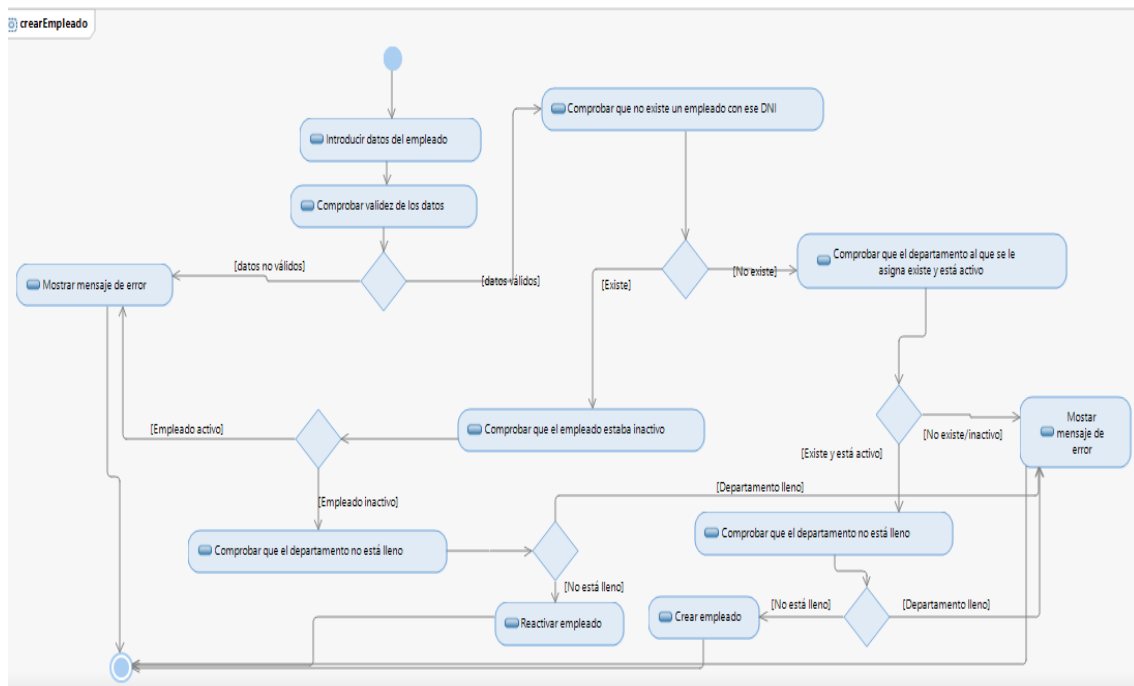 crearEmpleado
Comprobar que no existe un empleado con ese DNI
Introducir datos del empleado
Comprobar validez de los datos
[datos no válidos]
[datos válidos]
Mostrar mensaje de error
[Existe]
[No existe]
Comprobar que el departamento al que se le
asigna existe y está activo
[Empleado activo]
Comprobar que el empleado estaba inactivo
[No existe/inactivo]
Mostar
mensaje de
error
[Existe y está activo]
[Empleado inactivo]
[Departamento lleno]
Comprobar que el departamento no está lleno
Comprobar que el departamento no está lleno
[No está lleno]
Reactivar empleado
Crear empleado
[No está lleno]
[Departamento lleno]